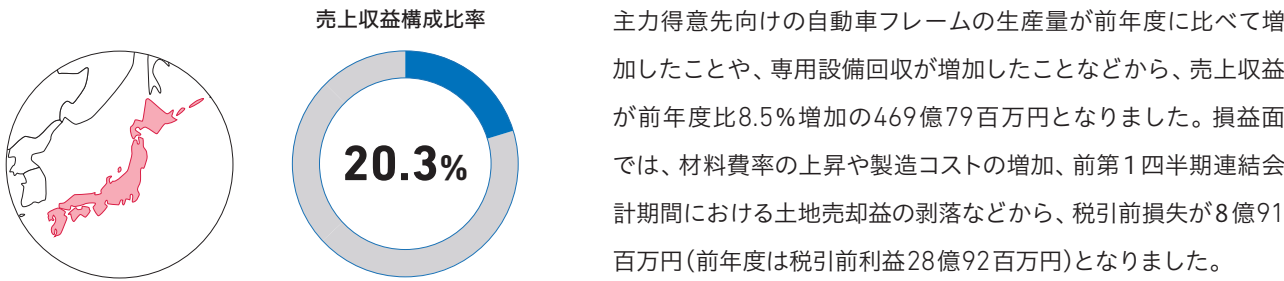 売上収益構成比率
20.3%
主力得意先向けの自動車フレームの生産量が前年度に比べて増
加したことや、専用設備回収が増加したことなどから、売上収益
が前年度比8.5%増加の469億79百万円となりました。損益面
では、材料費率の上昇や製造コストの増加、前第1四半期連結会
計期間における土地売却益の剥落などから、税引前損失が8億91
百万円(前年度は税引前利益28億92百万円)となりました。